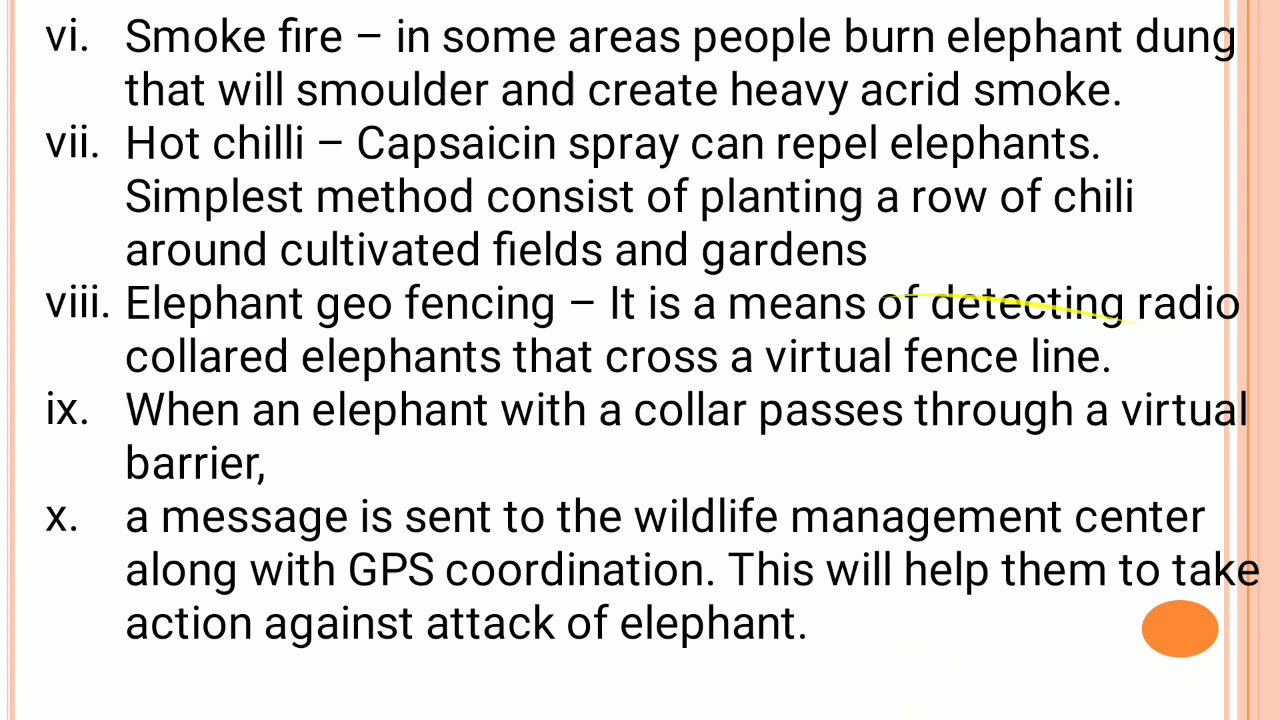 vi. Smoke fire – in some areas people burn elephant dung
that will smoulder and create heavy acrid smoke.
vii. Hot chilli – Capsaicin spray can repel elephants.
Simplest method consist of planting a row of chili
around cultivated fields and gardens
viii. Elephant geo fencing – It is a means of detecting radio
collared elephants that cross a virtual fence line.
ix. When an elephant with a collar passes through a virtual
barrier,
x. a message is sent to the wildlife management center
along with GPS coordination. This will help them to take
action against attack of elephant.